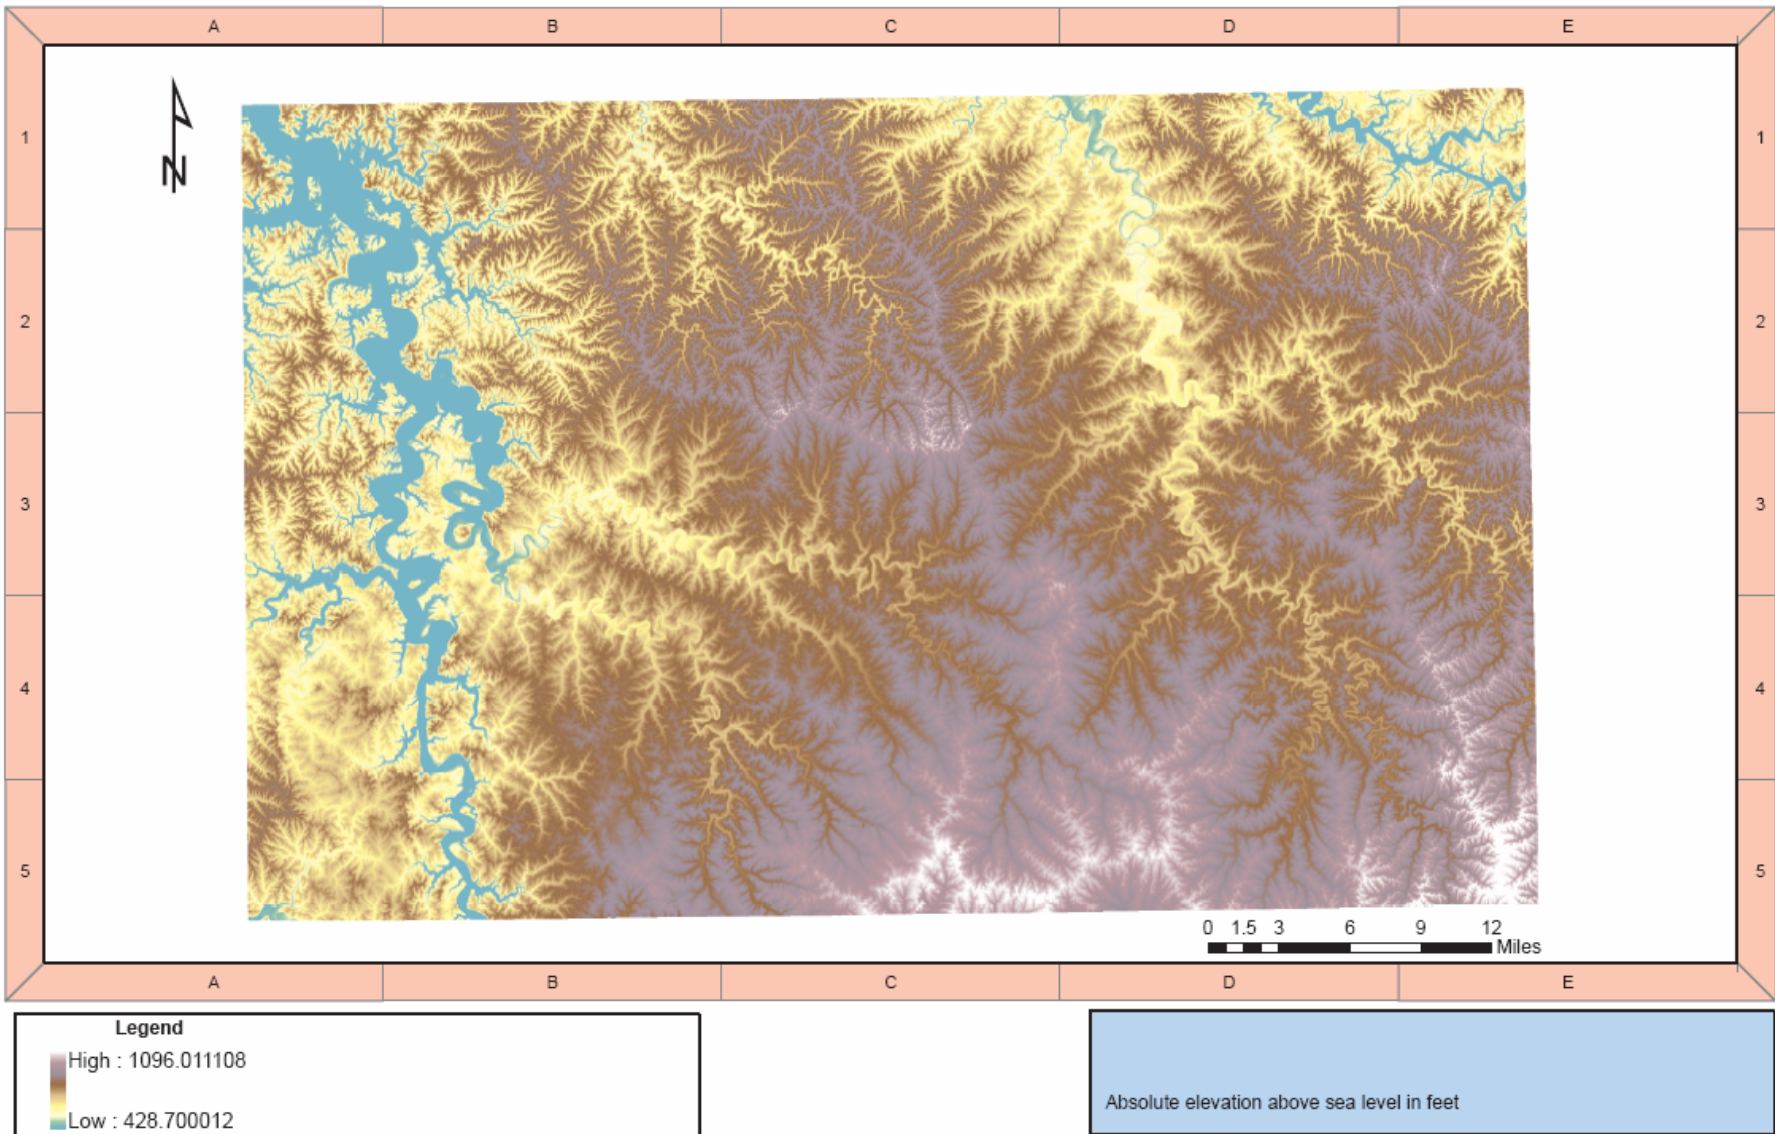 A B C D E
1 1
2 2
3 3
4 4
5 5
N
0 1.5 3 6 9 12
Miles
A B C D E
Legend
High : 1096.011108
Low : 428.700012
Absolute elevation above sea level in feet